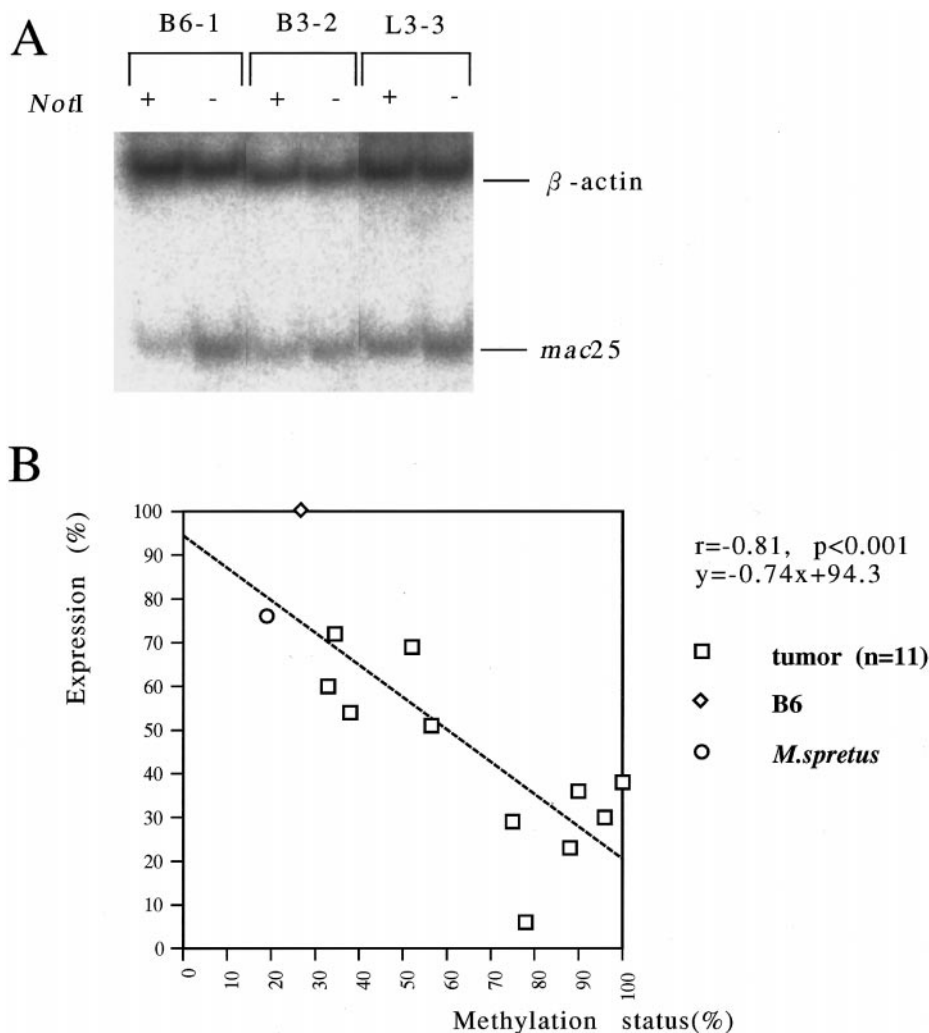 A
B6-1 B3-2 L3-3
NotI + - + - + -
β-actin
mac25
B
Expression (%)
100
90
80
70
60
50
40
30
20
10
0
0 10 20 30 40 50 60 70 80 90 100
Methylation status(%)
r=-0.81, p<0.001
y=-0.74x+94.3
tumor (n=11)
B6
M.spretus